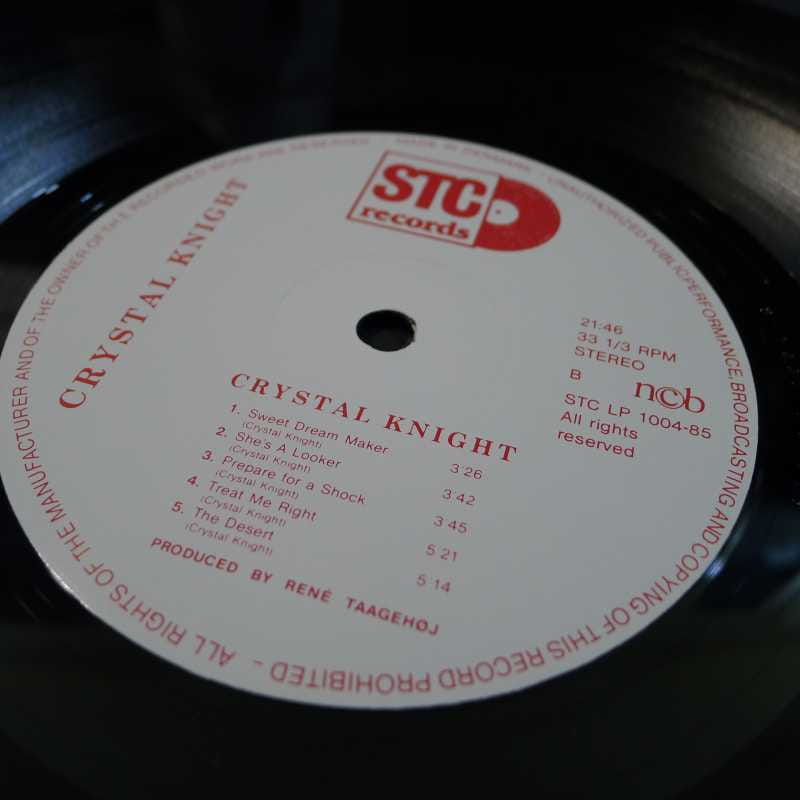 STC
records
CRYSTAL KNIGHT
21:46
33 1/3 RPM
STEREO
B
n©b
STC LP 1004-85
All rights
reserved
CRYSTAL KNIGHT
1. Sweet Dream Maker 3'26
(Crystal Knight)
2. She's A Looker 3'42
(Crystal Knight)
3. Prepare for a Shock 3'45
(Crystal Knight)
4. Treat Me Right 5'21
(Crystal Knight)
5. The Desert 5'14
(Crystal Knight)
PRODUCED BY RENÉ TAAGEHØJ
ALL RIGHTS OF THE MANUFACTURER AND OF THE OWNER OF THE RECORDED WORK ARE RESERVED - MADE IN DENMARK - UNAUTHORIZED PUBLIC PERFORMANCE, BROADCASTING AND COPYING OF THIS RECORD PROHIBITED -